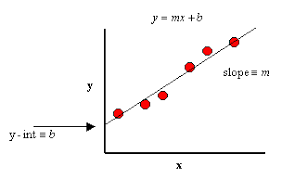 y = mx + b
slope ≡ m
y
y-int ≡ b
x